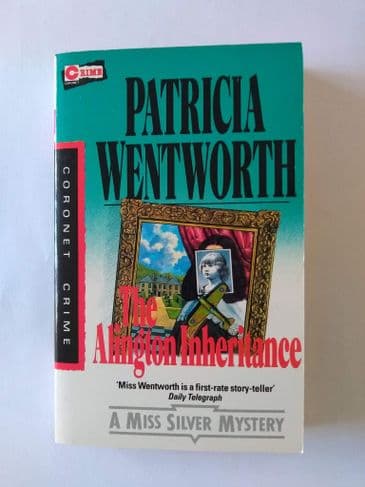 CRIME
PATRICIA
WENTWORTH
CORONET CRIME
The
Alington Inheritance
'Miss Wentworth is a first-rate story-teller'
Daily Telegraph
A MISS SILVER MYSTERY